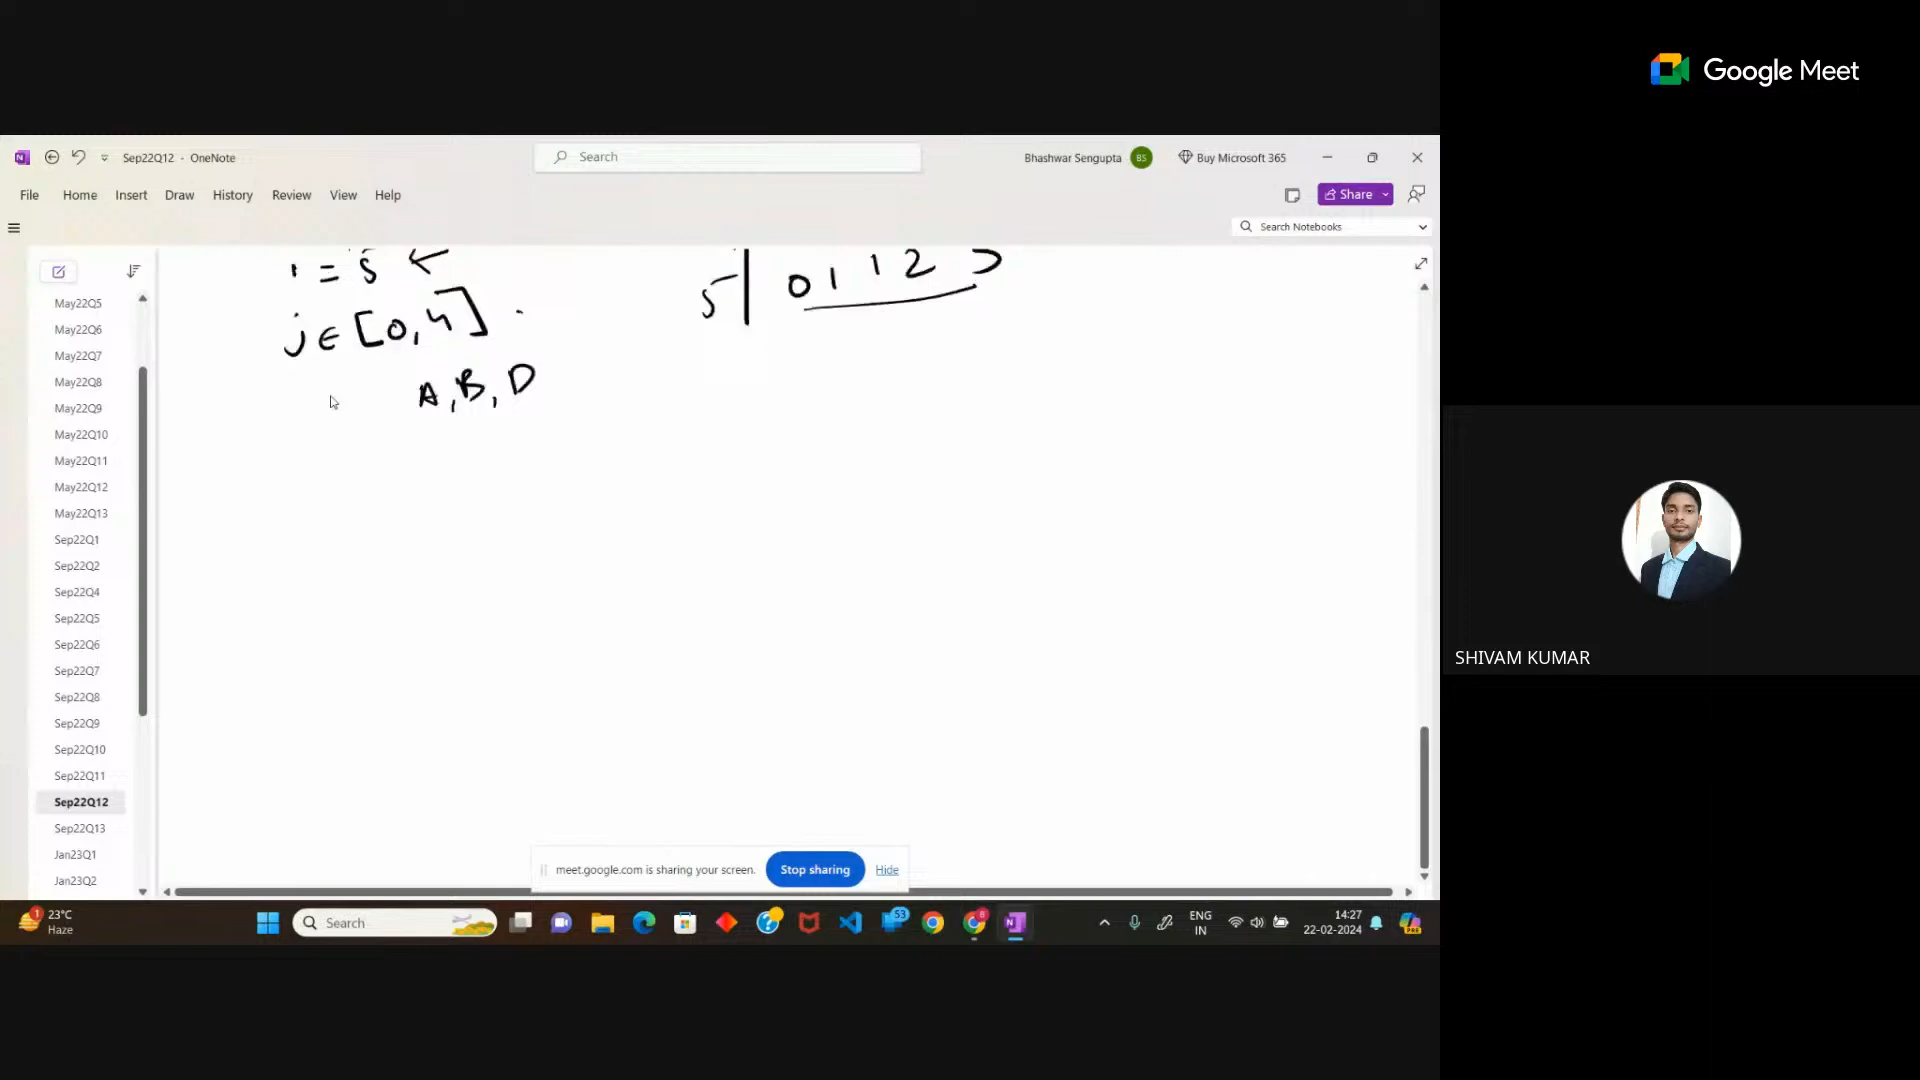 Google Meet
Sep22Q12 - OneNote
Search
Bhashwar Sengupta
BS
Buy Microsoft 365
File
Home
Insert
Draw
History
Review
View
Help
Share
Search Notebooks
May22Q5
May22Q6
May22Q7
May22Q8
May22Q9
May22Q10
May22Q11
May22Q12
May22Q13
Sep22Q1
Sep22Q2
Sep22Q4
Sep22Q5
Sep22Q6
Sep22Q7
Sep22Q8
Sep22Q9
Sep22Q10
Sep22Q11
Sep22Q12
Sep22Q13
Jan23Q1
Jan23Q2
i = 5 ←
j ∈ [0,4] .
A, B, D
5 | 0 1 1 2
SHIVAM KUMAR
meet.google.com is sharing your screen.
Stop sharing
Hide
1
23°C
Haze
Search
53
ENG
IN
14:27
22-02-2024